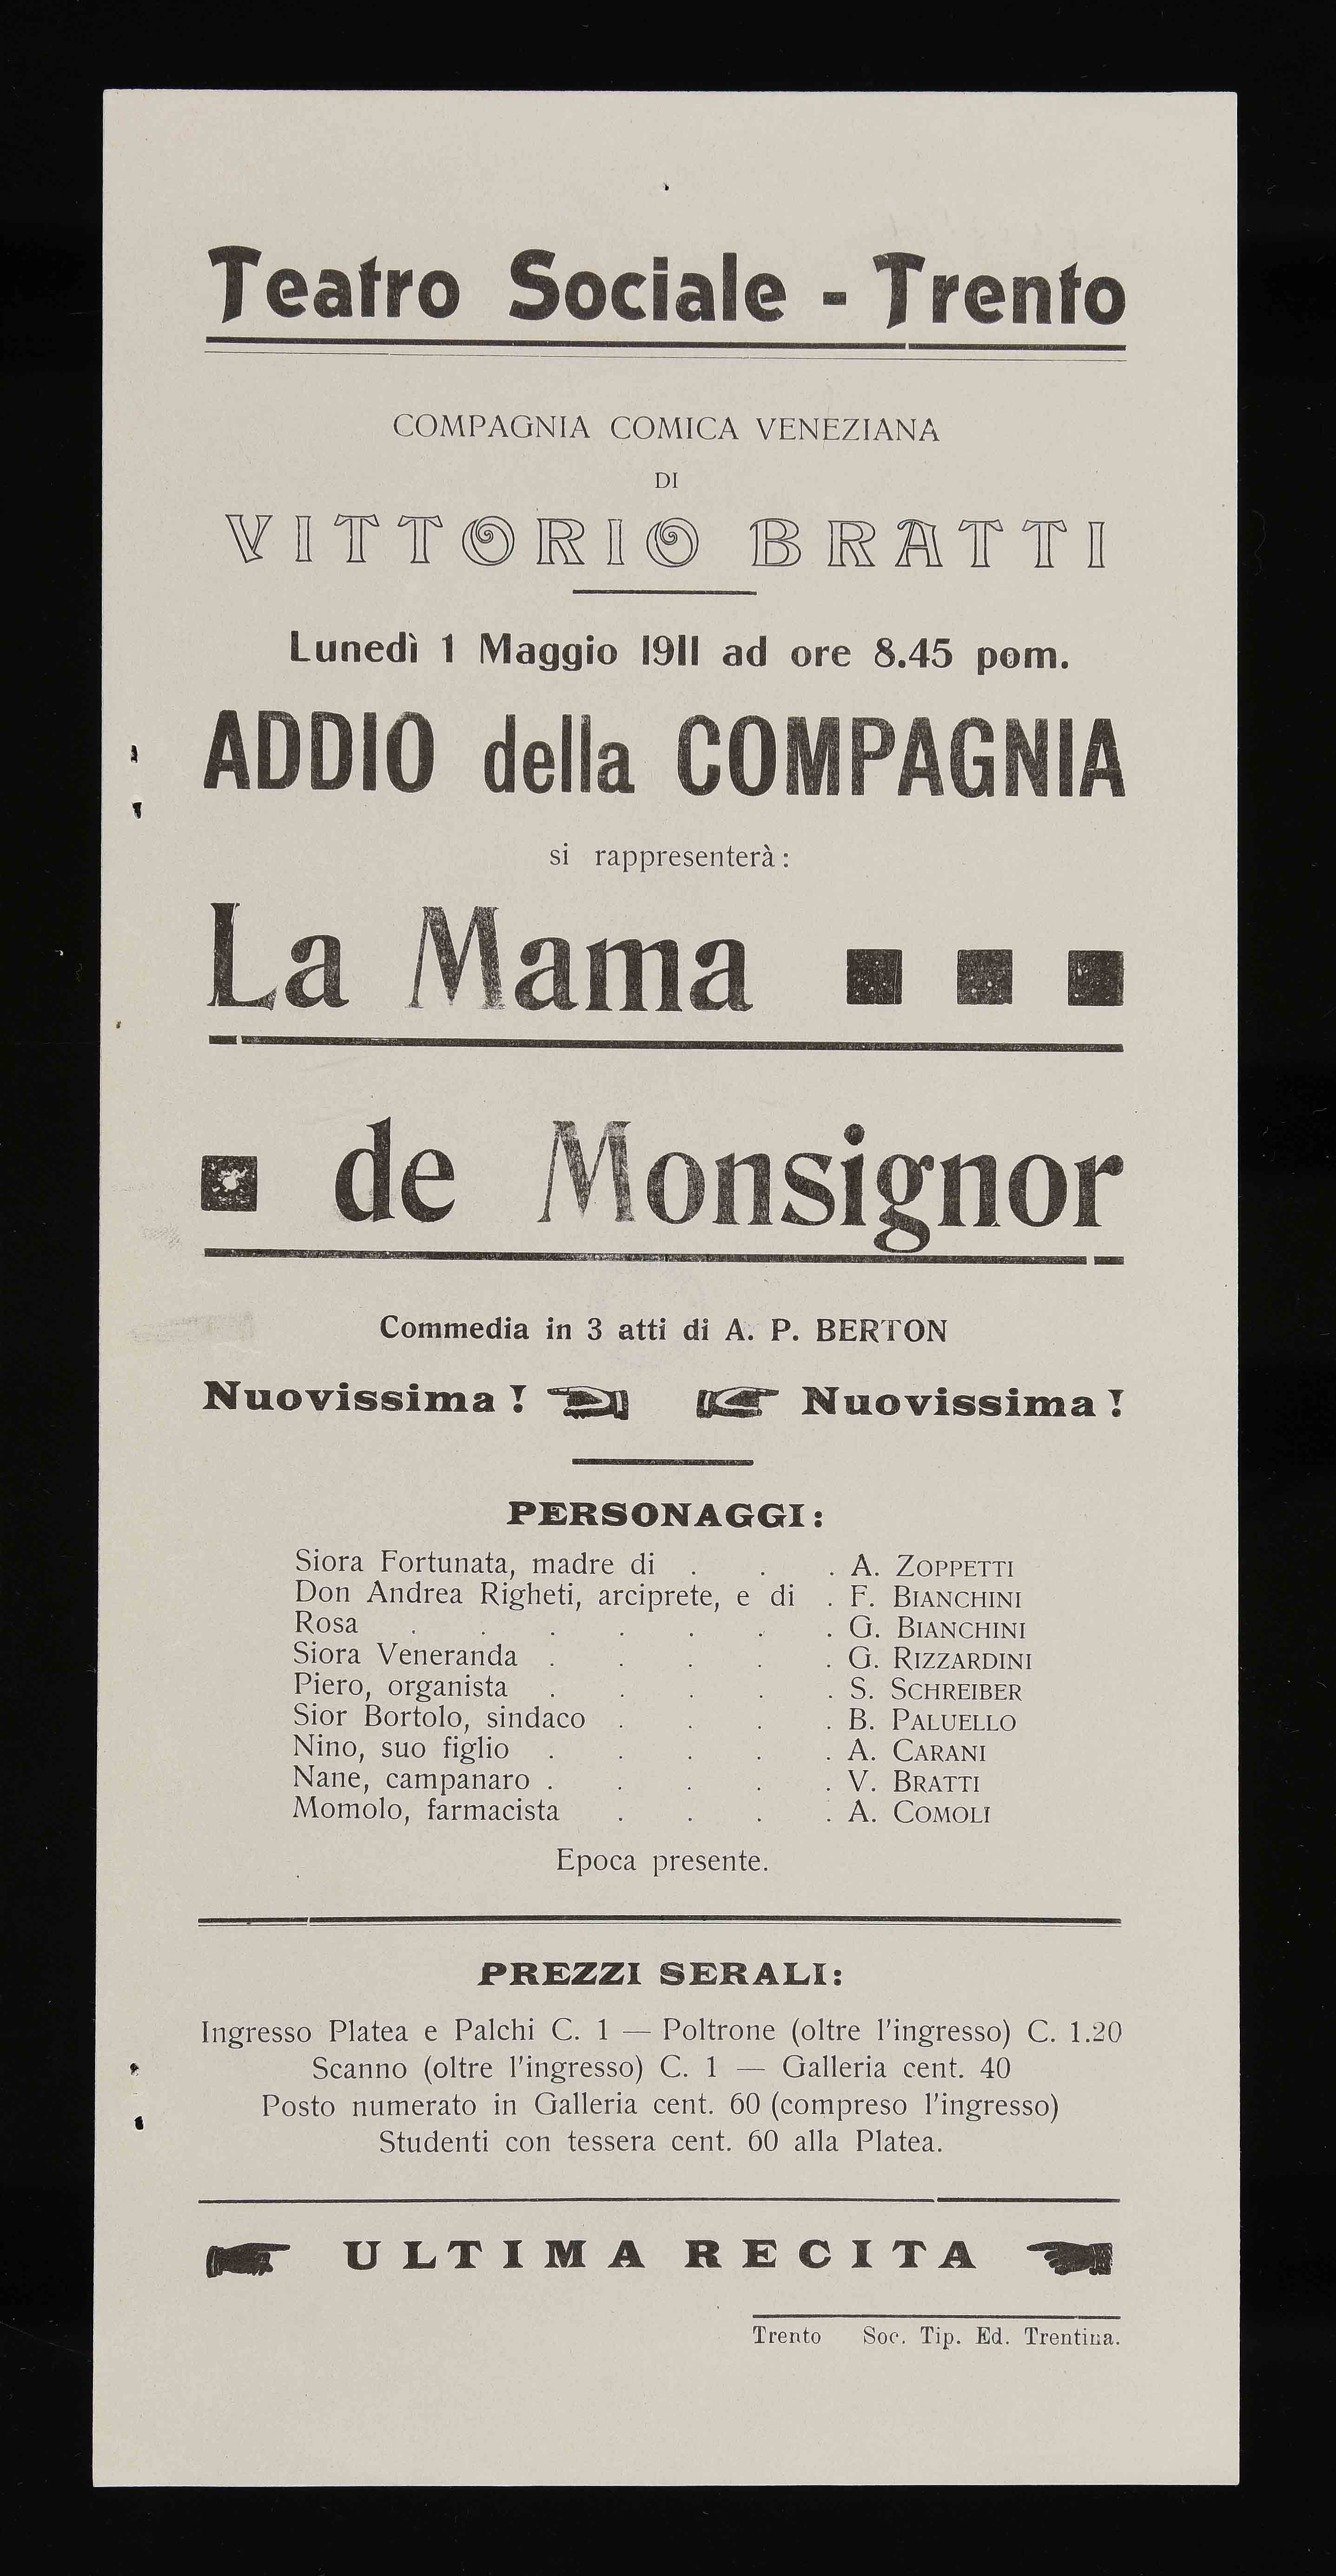 Teatro Sociale - Trento
COMPAGNIA COMICA VENEZIANA
DI
VITTORIO BRATTI
Lunedì 1 Maggio 1911 ad ore 8.45 pom.
ADDIO della COMPAGNIA
si rappresenterà:
La Mama
de Monsignor
Commedia in 3 atti di A. P. BERTON
Nuovissima! Nuovissima!
PERSONAGGI:
Siora Fortunata, madre di . . . A. ZOPPETTI
Don Andrea Righeti, arciprete, e di . F. BIANCHINI
Rosa . . . . . . . G. BIANCHINI
Siora Veneranda . . . . . G. RIZZARDINI
Piero, organista . . . . . S. SCHREIBER
Sior Bortolo, sindaco . . . . B. PALUELLO
Nino, suo figlio . . . . . A. CARANI
Nane, campanaro . . . . . V. BRATTI
Momolo, farmacista . . . . A. COMOLI
Epoca presente.
PREZZI SERALI:
Ingresso Platea e Palchi C. 1 — Poltrone (oltre l'ingresso) C. 1.20
Scanno (oltre l'ingresso) C. 1 — Galleria cent. 40
Posto numerato in Galleria cent. 60 (compreso l'ingresso)
Studenti con tessera cent. 60 alla Platea.
ULTIMA RECITA
Trento Soc. Tip. Ed. Trentina.